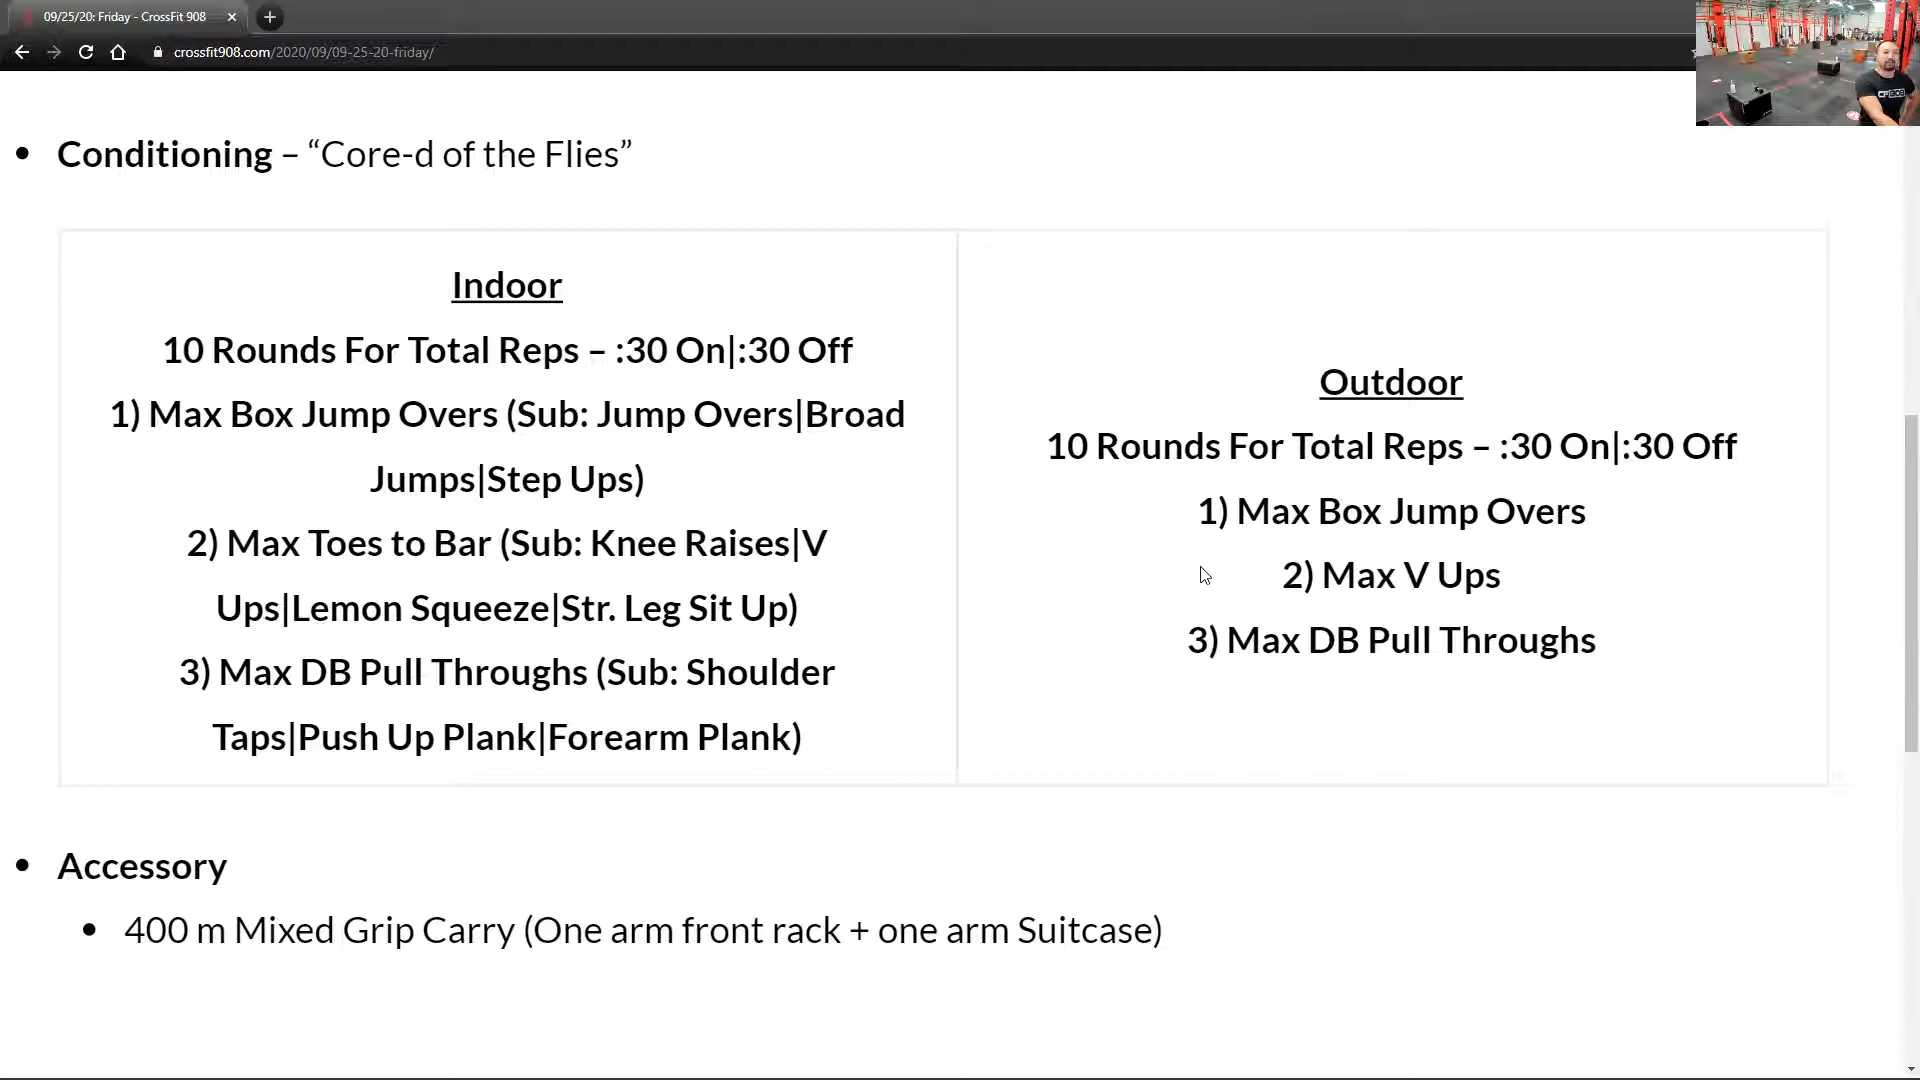 09/25/20: Friday - CrossFit 908
crossfit908.com/2020/09/09-25-20-friday/
Conditioning – “Core-d of the Flies”
Indoor
10 Rounds For Total Reps – :30 On|:30 Off
1) Max Box Jump Overs (Sub: Jump Overs|Broad
Jumps|Step Ups)
2) Max Toes to Bar (Sub: Knee Raises|V
Ups|Lemon Squeeze|Str. Leg Sit Up)
3) Max DB Pull Throughs (Sub: Shoulder
Taps|Push Up Plank|Forearm Plank)
Outdoor
10 Rounds For Total Reps – :30 On|:30 Off
1) Max Box Jump Overs
2) Max V Ups
3) Max DB Pull Throughs
Accessory
400 m Mixed Grip Carry (One arm front rack + one arm Suitcase)